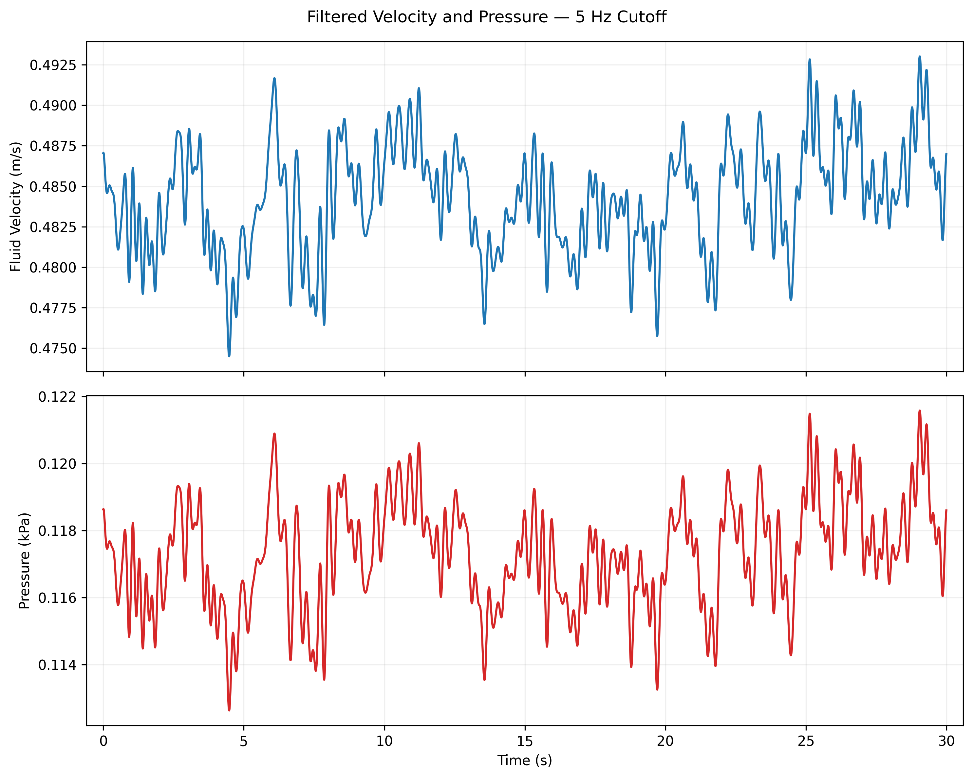 Filtered Velocity and Pressure — 5 Hz Cutoff
Fluid Velocity (m/s)
0.4925
0.4900
0.4875
0.4850
0.4825
0.4800
0.4775
0.4750
Pressure (kPa)
0.122
0.120
0.118
0.116
0.114
0 5 10 15 20 25 30
Time (s)